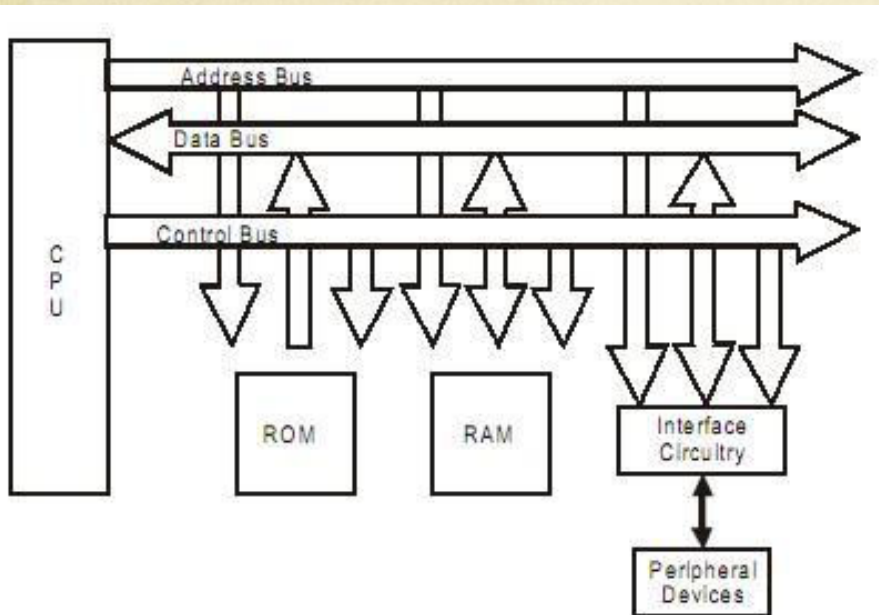 Address Bus
Data Bus
Control Bus
C
P
U
ROM
RAM
Interface
Circuitry
Peripheral
Devices